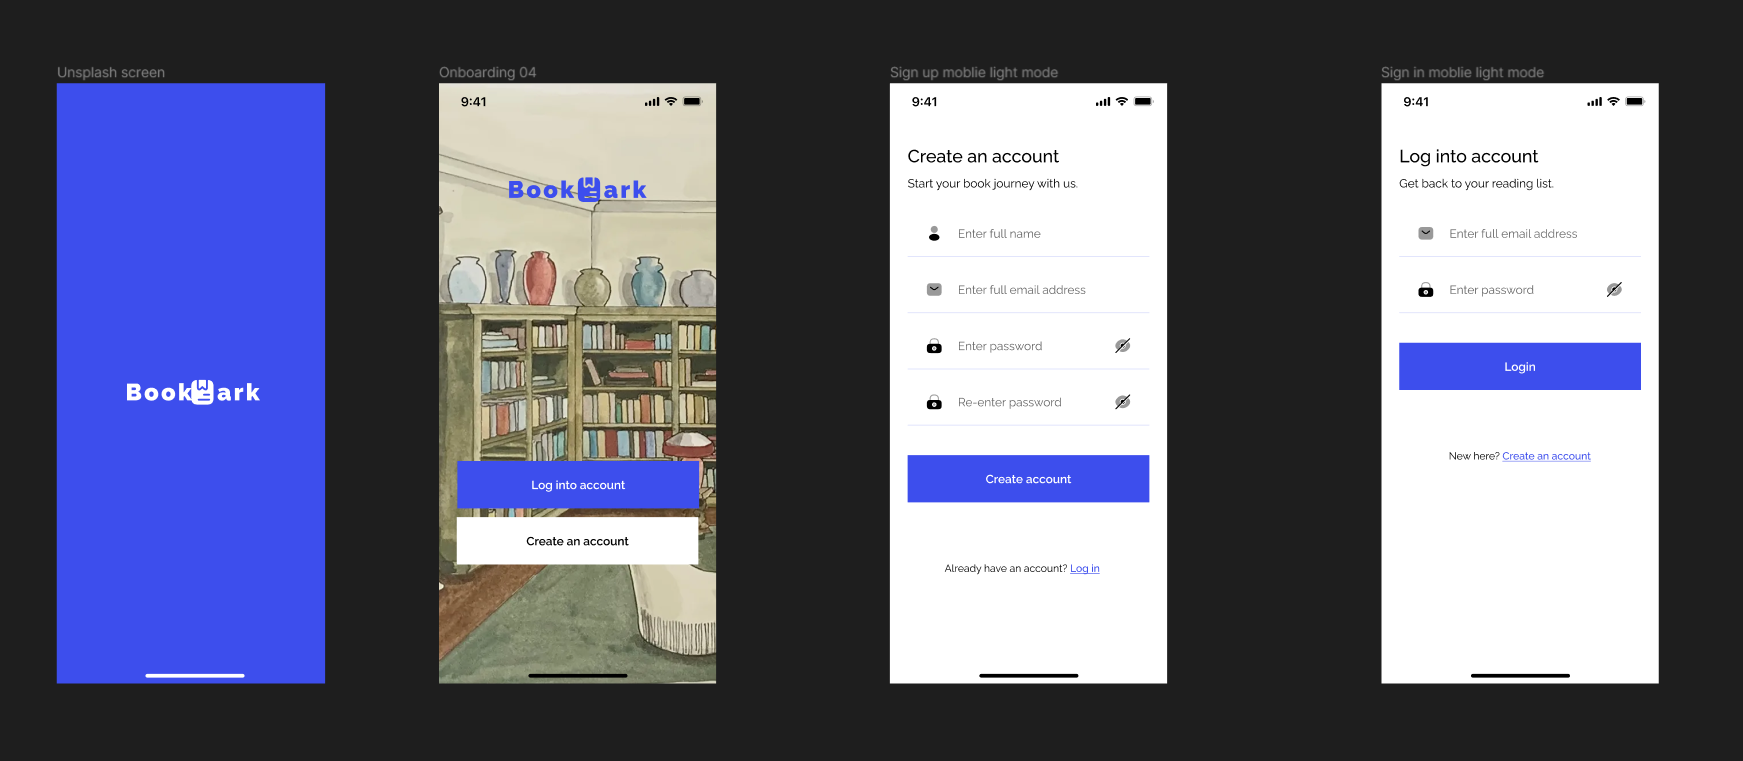 Unsplash screen
Book ark
Onboarding 04
9:41
Book ark
Log into account
Create an account
Sign up moblie light mode
9:41
Create an account
Start your book journey with us.
Enter full name
Enter full email address
Enter password
Re-enter password
Create account
Already have an account? Log in
Sign in moblie light mode
9:41
Log into account
Get back to your reading list.
Enter full email address
Enter password
Login
New here? Create an account